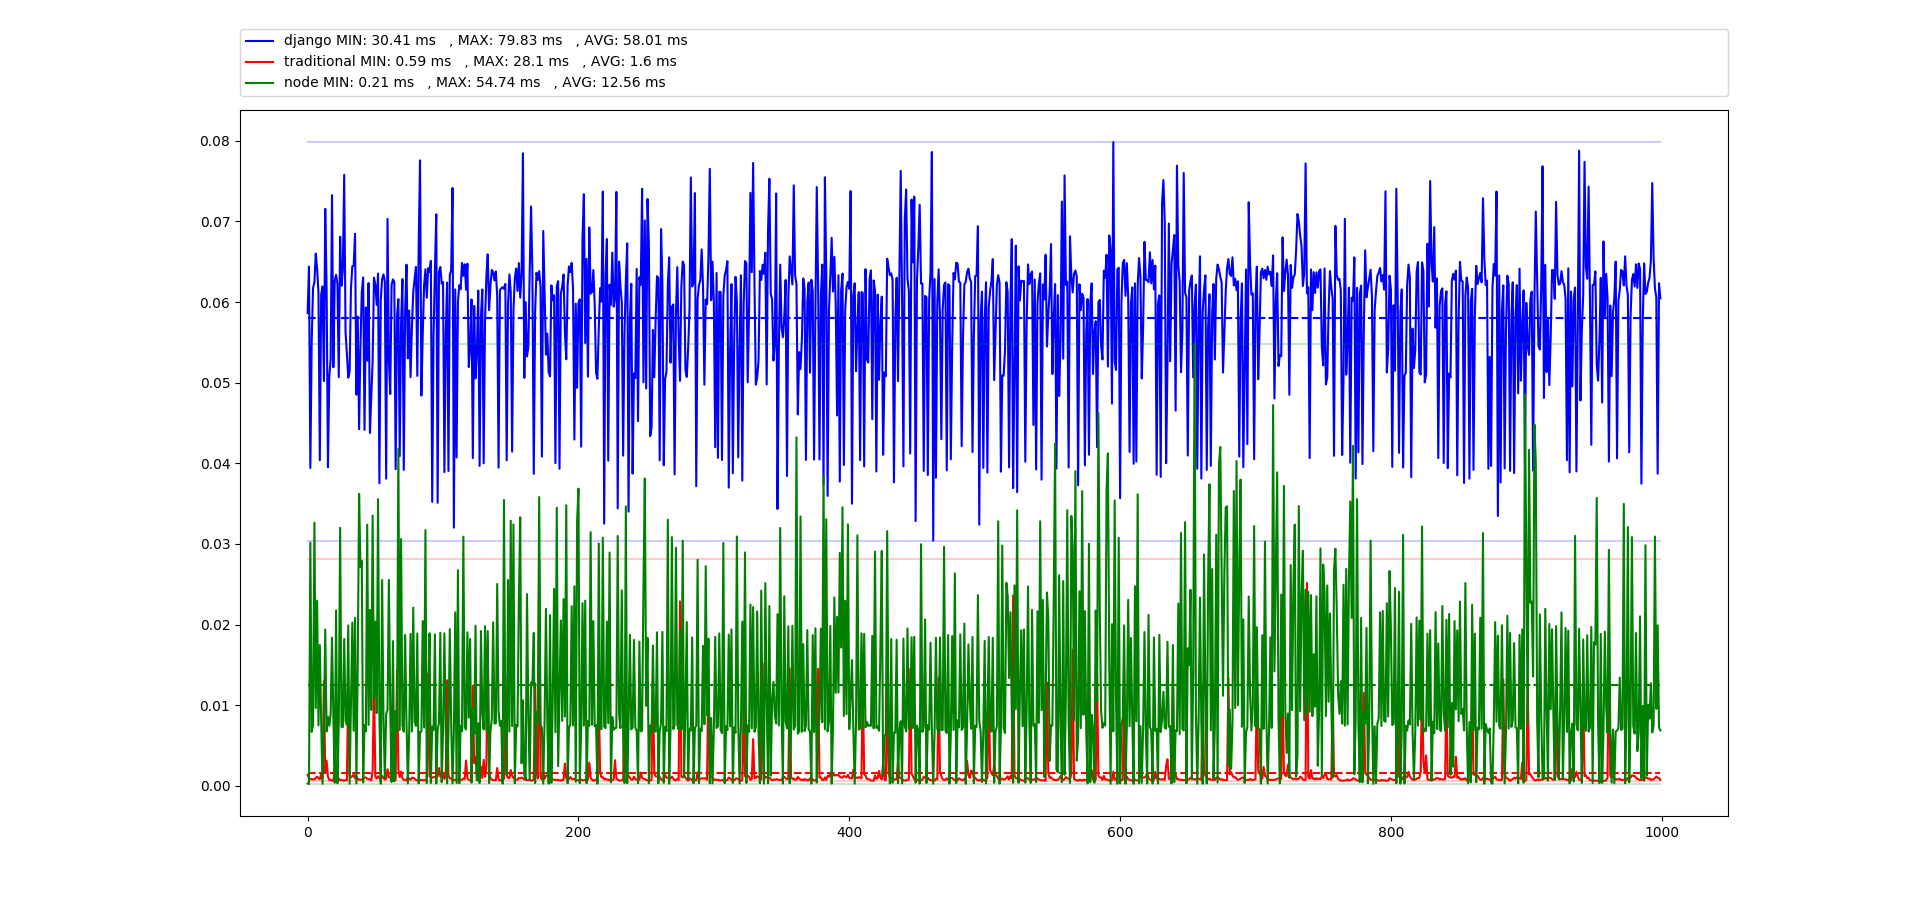 django MIN: 30.41 ms , MAX: 79.83 ms , AVG: 58.01 ms
traditional MIN: 0.59 ms , MAX: 28.1 ms , AVG: 1.6 ms
node MIN: 0.21 ms , MAX: 54.74 ms , AVG: 12.56 ms
0.08
0.07
0.06
0.05
0.04
0.03
0.02
0.01
0.00
0 200 400 600 800 1000